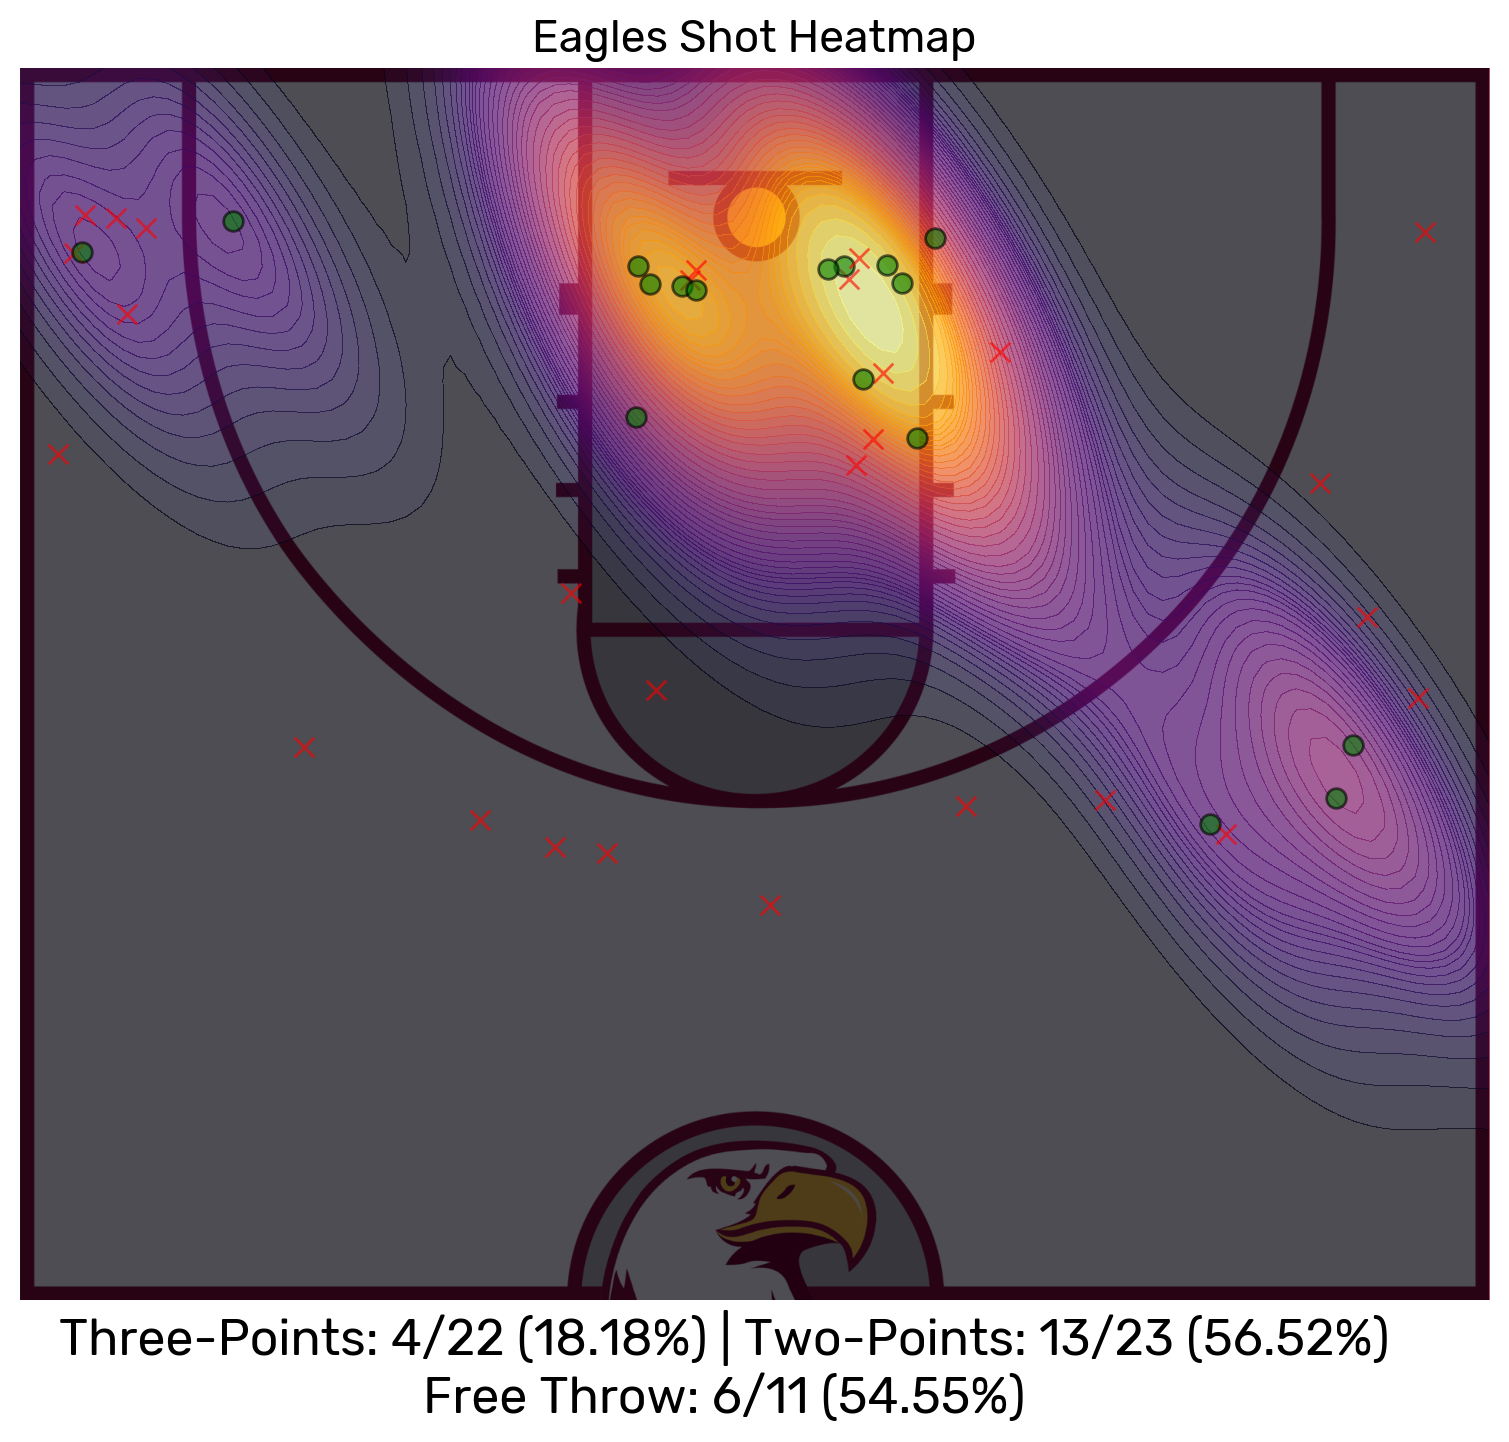 Eagles Shot Heatmap
Three-Points: 4/22 (18.18%) | Two-Points: 13/23 (56.52%)
Free Throw: 6/11 (54.55%)